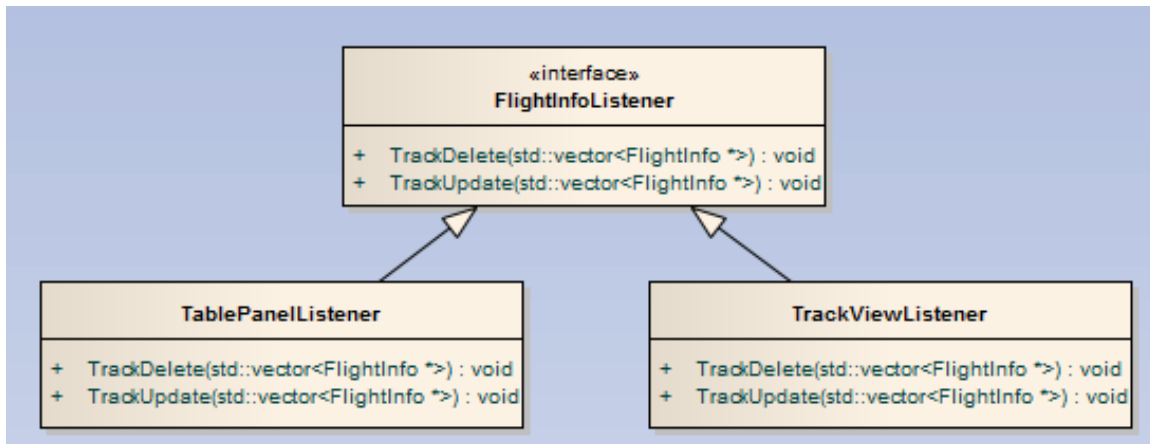 «interface»
FlightInfoListener
+ TrackDelete(std::vector<FlightInfo *>) : void
+ TrackUpdate(std::vector<FlightInfo *>) : void
TablePanelListener
+ TrackDelete(std::vector<FlightInfo *>) : void
+ TrackUpdate(std::vector<FlightInfo *>) : void
TrackViewListener
+ TrackDelete(std::vector<FlightInfo *>) : void
+ TrackUpdate(std::vector<FlightInfo *>) : void